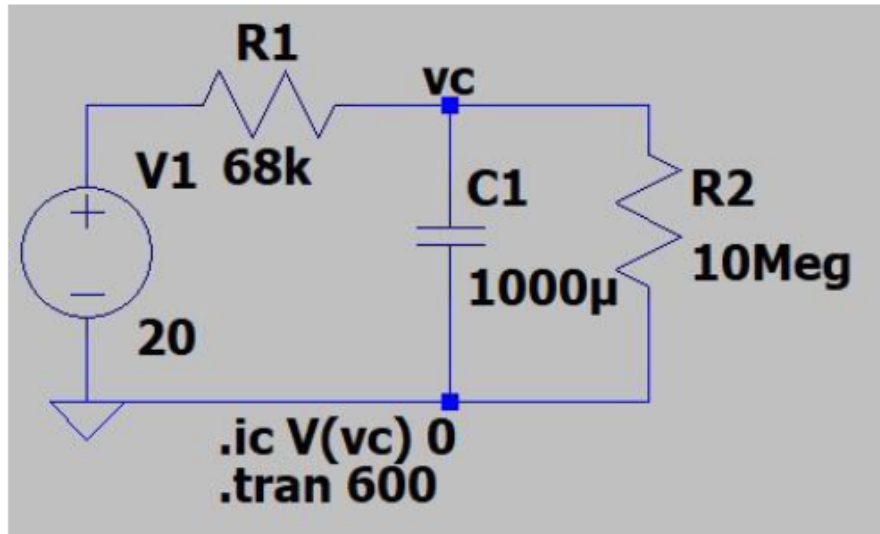 R1
vc
V1 68k
C1
R2
1000µ
10Meg
20
.ic V(vc) 0
.tran 600